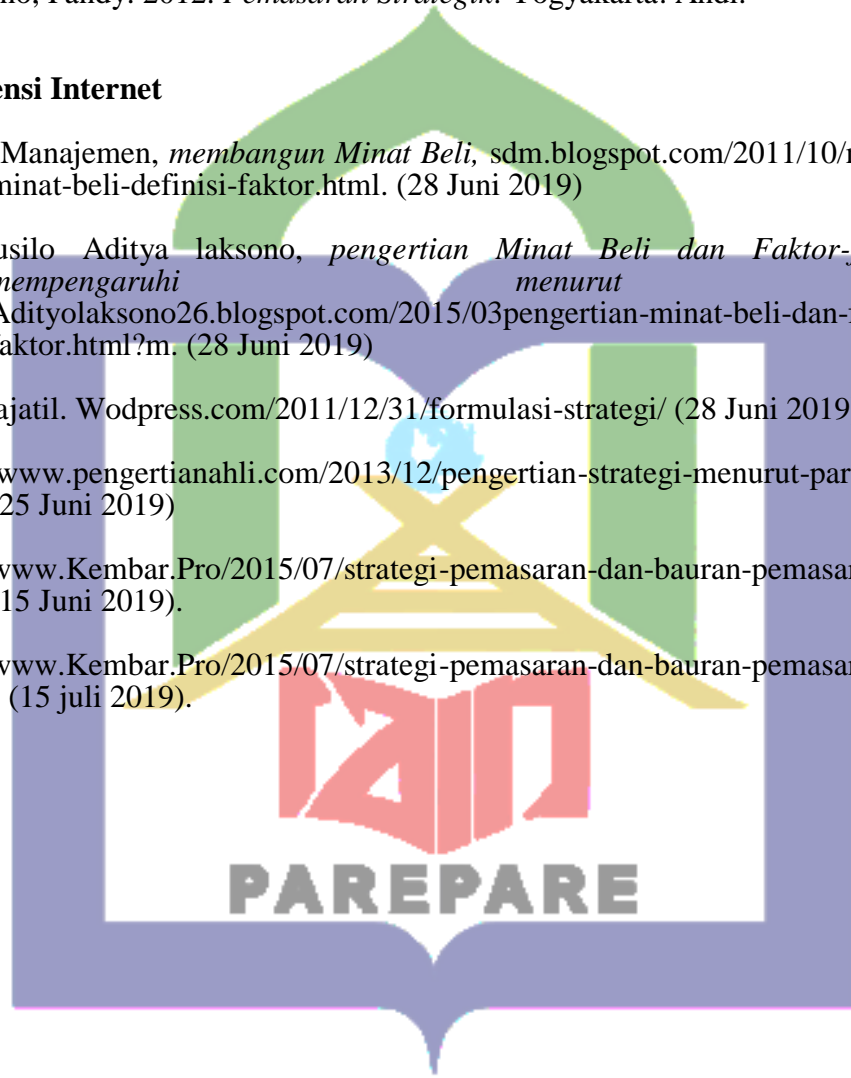 no, Fandy. 2012. Pemasaran Strategik. Yogyakarta: Andi.
ensi Internet
Manajemen, membangun Minat Beli, sdm.blogspot.com/2011/10/
minat-beli-definisi-faktor.html. (28 Juni 2019)
usilo Aditya laksono, pengertian Minat Beli dan Faktor-
mempengaruhi menurut
Adityolaksono26.blogspot.com/2015/03pengertian-minat-beli-dan-
faktor.html?m. (28 Juni 2019)
ajatil. Wodpress.com/2011/12/31/formulasi-strategi/ (28 Juni 2019
www.pengertianahli.com/2013/12/pengertian-strategi-menurut-par
25 Juni 2019)
www.Kembar.Pro/2015/07/strategi-pemasaran-dan-bauran-pemasar
15 Juni 2019).
www.Kembar.Pro/2015/07/strategi-pemasaran-dan-bauran-pemasar
(15 juli 2019).
iain
PAREPARE